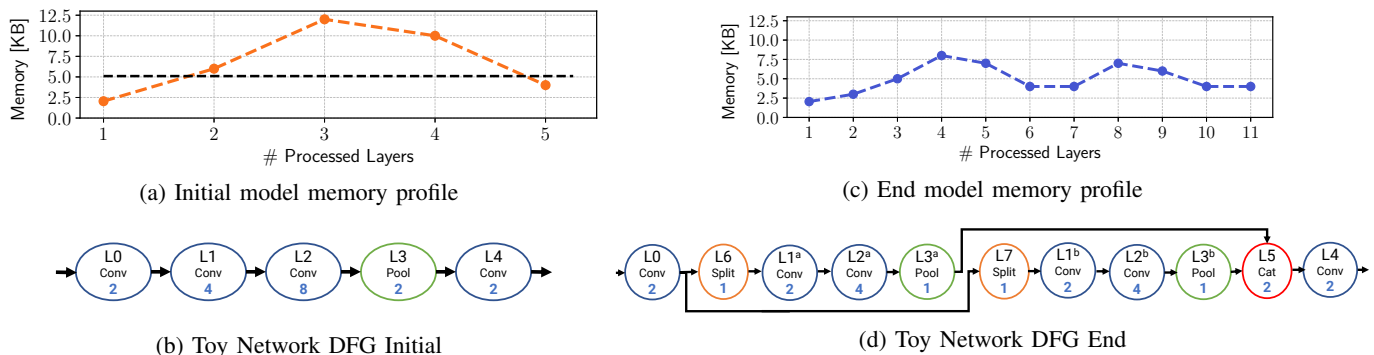 Memory [KB]
12.5
10.0
7.5
5.0
2.5
0.0
1 2 3 4 5
# Processed Layers
(a) Initial model memory profile
Memory [KB]
12.5
10.0
7.5
5.0
2.5
0.0
1 2 3 4 5 6 7 8 9 10 11
# Processed Layers
(c) End model memory profile
L0 L1 L2 L3 L4
Conv Conv Conv Pool Conv
2 4 8 2 2
(b) Toy Network DFG Initial
L0 L6 L1ᵃ L2ᵃ L3ᵃ L7 L1ᵇ L2ᵇ L3ᵇ L5 L4
Conv Split Conv Conv Pool Split Conv Conv Pool Cat Conv
2 1 2 4 1 1 2 4 1 2 2
(d) Toy Network DFG End